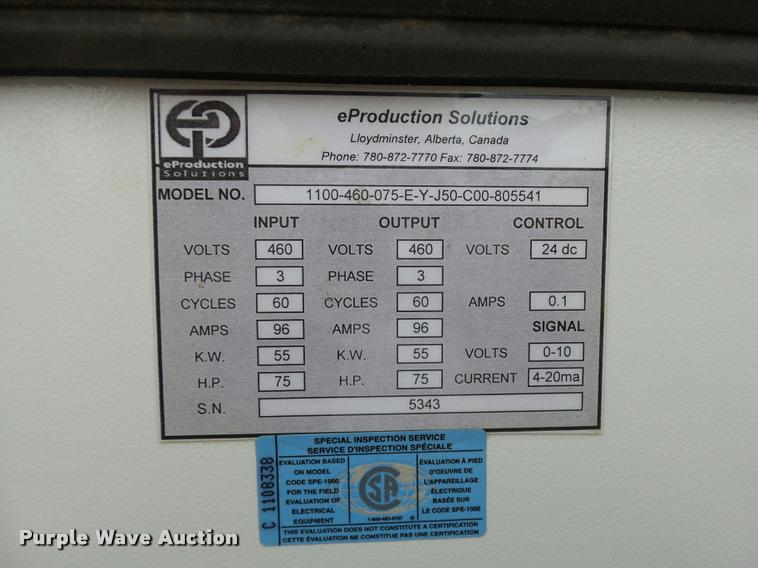 eProduction
Solutions
eProduction Solutions
Lloydminster, Alberta, Canada
Phone: 780-872-7770 Fax: 780-872-7774
MODEL NO. 1100-460-075-E-Y-J50-C00-805541
INPUT OUTPUT CONTROL
VOLTS 460 VOLTS 460 VOLTS 24 dc
PHASE 3 PHASE 3
CYCLES 60 CYCLES 60 AMPS 0.1
AMPS 96 AMPS 96 SIGNAL
K.W. 55 K.W. 55 VOLTS 0-10
H.P. 75 H.P. 75 CURRENT 4-20ma
S.N. 5343
SPECIAL INSPECTION SERVICE
SERVICE D'INSPECTION SPÉCIALE
C 1108338
EVALUATION BASED
ON MODEL
CODE SPE-1000
FOR THE FIELD
EVALUATION OF
ELECTRICAL
EQUIPMENT
CSA
®
ÉVALUATION À PIED
D'OEUVRE DE
L'APPAREILLAGE
ÉLECTRIQUE
BASÉE SUR
LE CODE SPE-1000
THIS EVALUATION DOES NOT CONSTITUTE A CERTIFICATION
CETTE ÉVALUATION N'EST PAS UNE CERTIFICATION
Purple Wave Auction